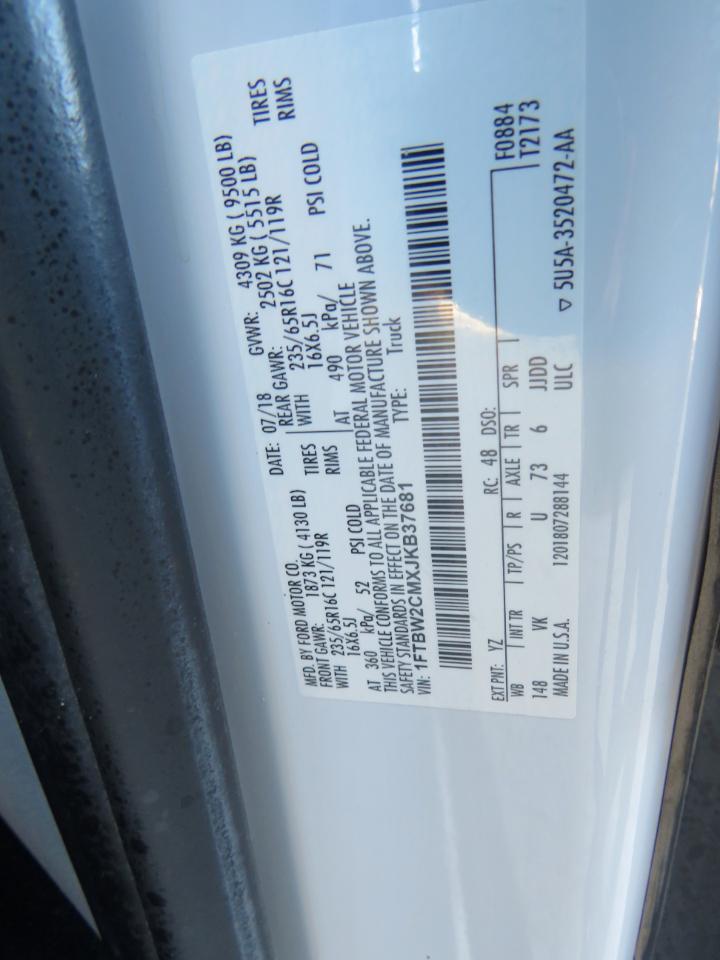 MFD. BY FORD MOTOR CO. DATE: 07/18 GVWR: 4309 KG ( 9500 LB)
FRONT GAWR: 1873 KG ( 4130 LB) REAR GAWR: 2502 KG ( 5515 LB)
WITH 235/65R16C 121/119R TIRES WITH 235/65R16C 121/119R TIRES
16X6.5J RIMS 16X6.5J RIMS
AT 360 kPa/ 52 PSI COLD AT 490 kPa/ 71 PSI COLD
THIS VEHICLE CONFORMS TO ALL APPLICABLE FEDERAL MOTOR VEHICLE
SAFETY STANDARDS IN EFFECT ON THE DATE OF MANUFACTURE SHOWN ABOVE.
VIN: 1FTBW2CMXJKB37681 TYPE: Truck
F0884
T2173
EXT PNT: YZ RC: 48 DSO:
WB INT TR TP/PS R AXLE TR SPR
148 VK U 73 6 JJDD
MADE IN U.S.A. 1201807288144 ULC ▽ 5U5A-3520472-AA